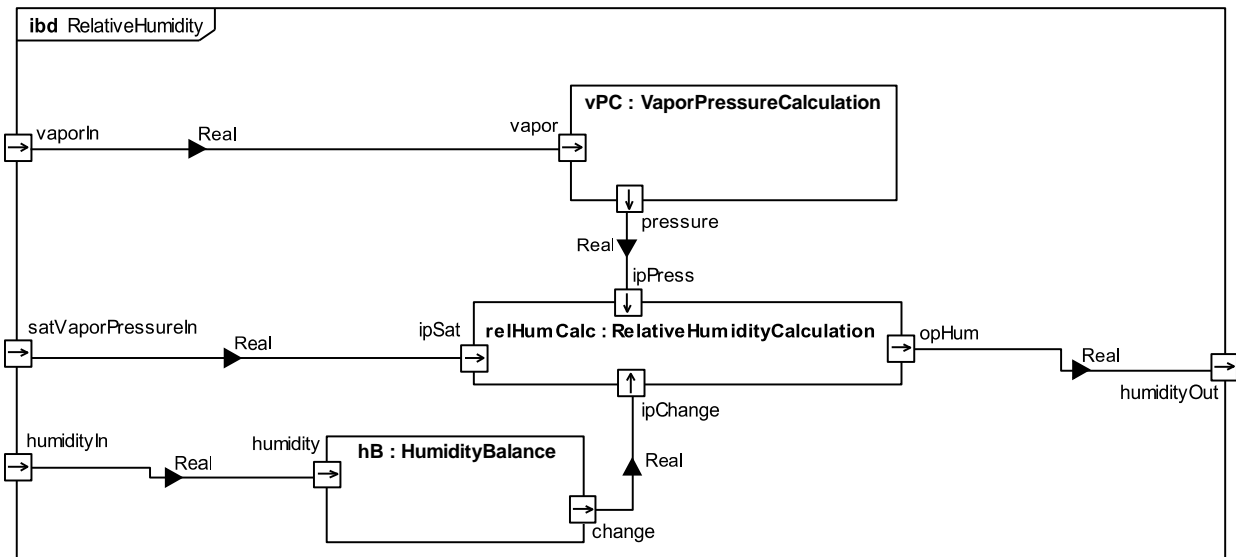 ibd RelativeHumidity
vPC : VaporPressureCalculation
vaporIn
Real
vapor
pressure
Real
ipPress
satVaporPressureIn
Real
ipSat
relHumCalc : RelativeHumidityCalculation
opHum
Real
humidityOut
ipChange
humidityIn
Real
humidity
hB : HumidityBalance
Real
change